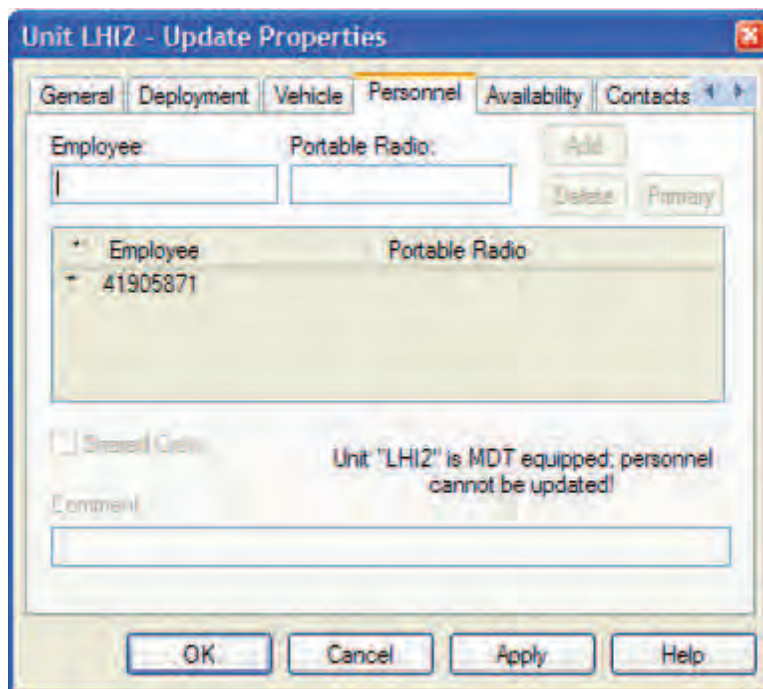 Unit LHI2 - Update Properties
General Deployment Vehicle Personnel Availability Contacts
Employee: Portable Radio: Add
Delete Primary
* Employee Portable Radio
* 41905871
Shared Crew
Unit "LHI2" is MDT equipped; personnel
cannot be updated!
Comment
OK Cancel Apply Help